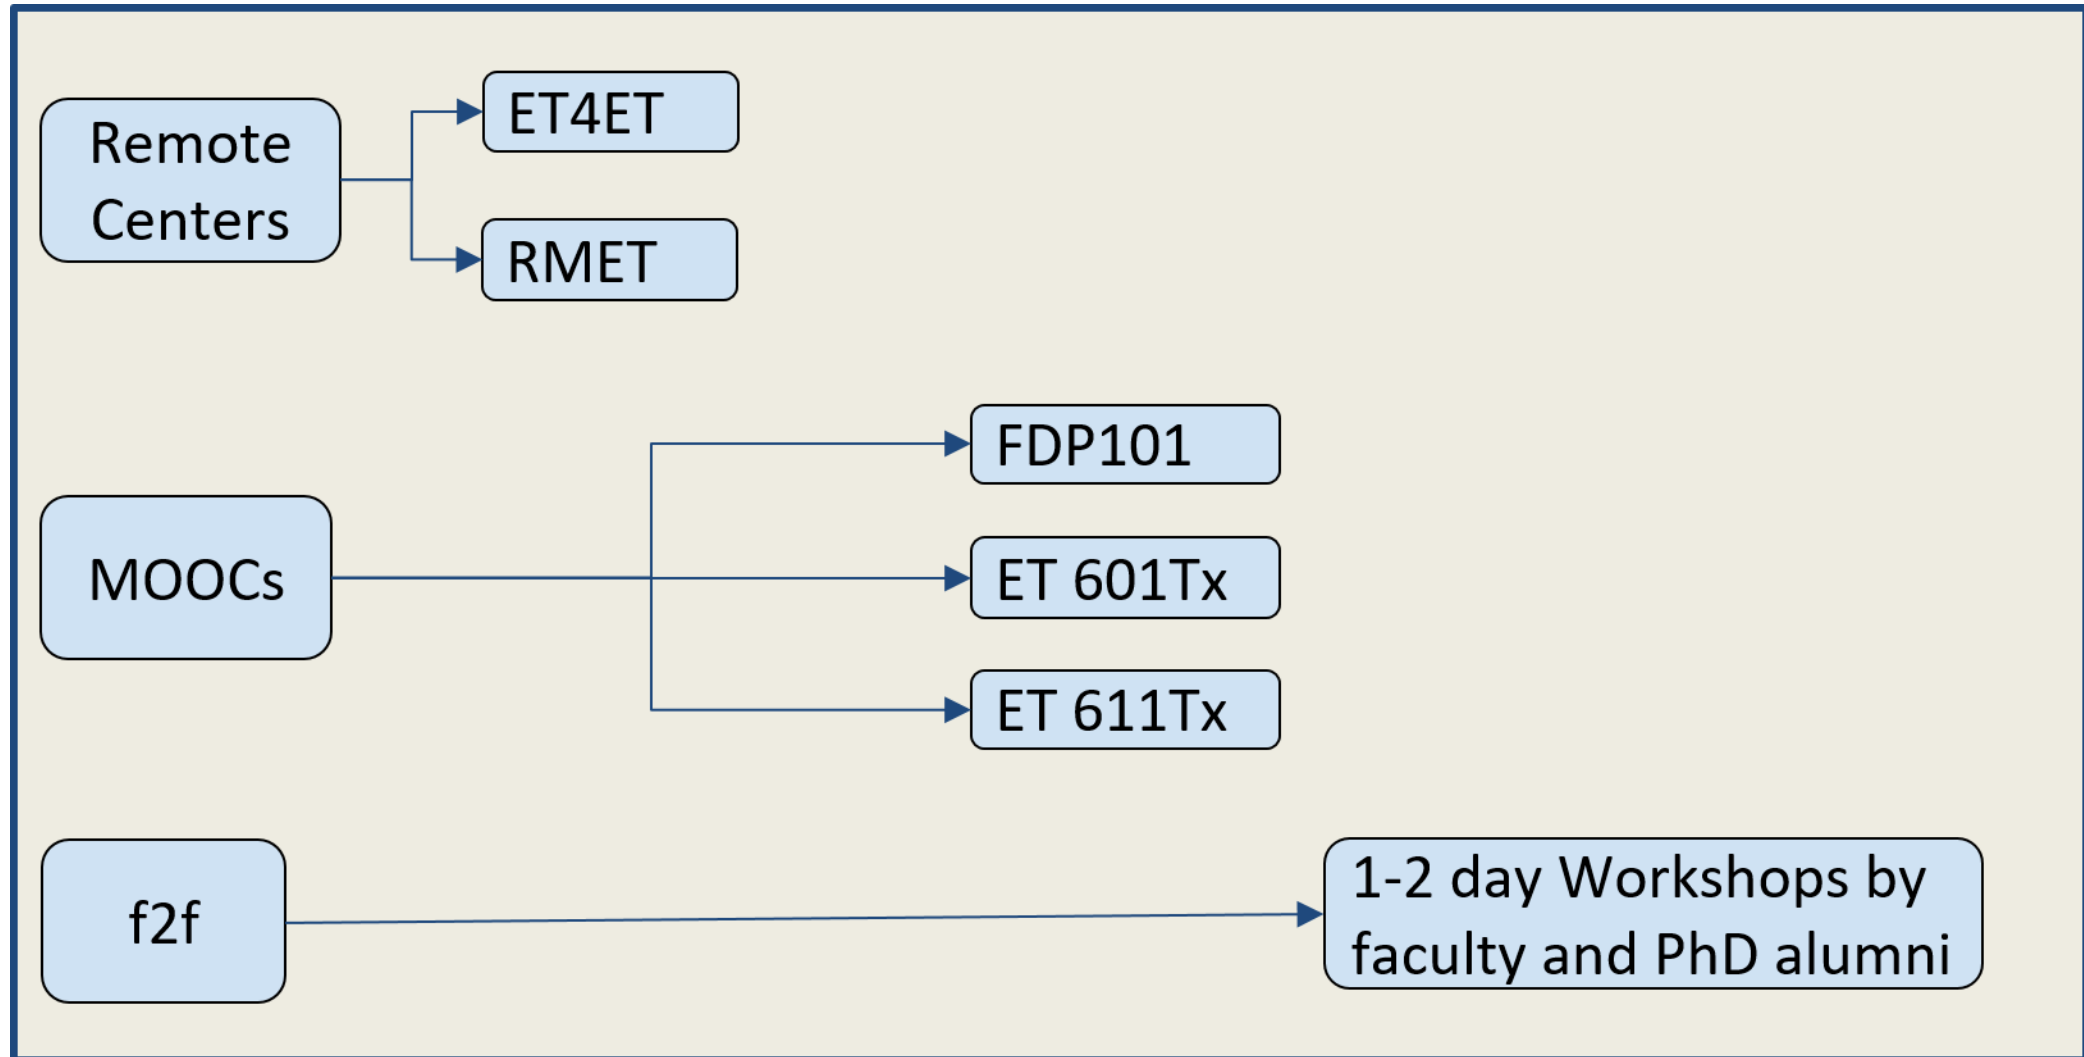 Remote
Centers
ET4ET
RMET
MOOCs
FDP101
ET 601Tx
ET 611Tx
f2f
1-2 day Workshops by
faculty and PhD alumni